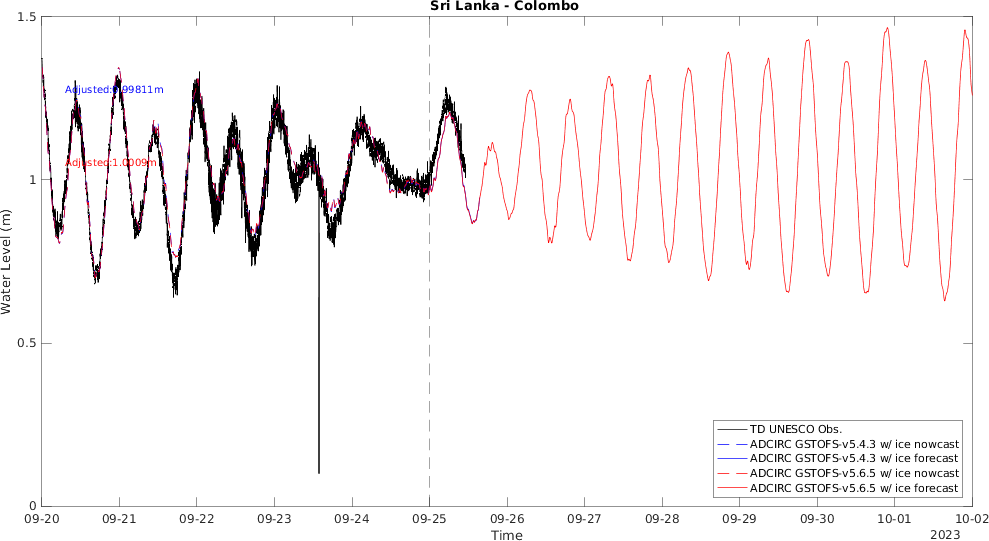 Sri Lanka - Colombo
1.5
1
0.5
0
Water Level (m)
Adjusted:0.99811m
Adjusted:1.0009m
TD UNESCO Obs.
ADCIRC GSTOFS-v5.4.3 w/ ice nowcast
ADCIRC GSTOFS-v5.4.3 w/ ice forecast
ADCIRC GSTOFS-v5.6.5 w/ ice nowcast
ADCIRC GSTOFS-v5.6.5 w/ ice forecast
09-20 09-21 09-22 09-23 09-24 09-25 09-26 09-27 09-28 09-29 09-30 10-01 10-02
Time
2023